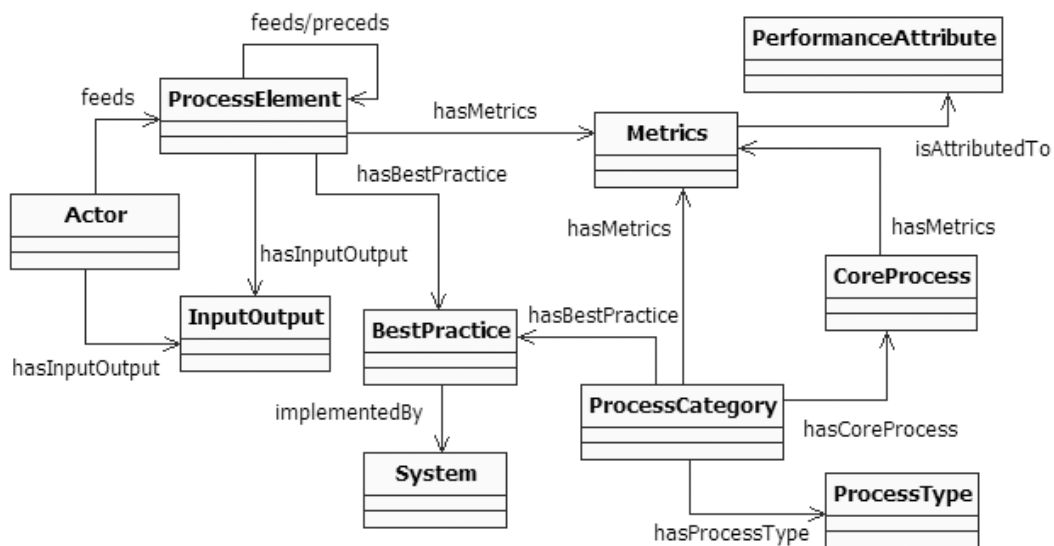 feeds/preceds
PerformanceAttribute
ProcessElement
feeds
hasMetrics
Metrics
isAttributedTo
hasBestPractice
Actor
hasMetrics
hasMetrics
hasInputOutput
CoreProcess
InputOutput
BestPractice
hasBestPractice
hasInputOutput
implementedBy
ProcessCategory
hasCoreProcess
System
ProcessType
hasProcessType